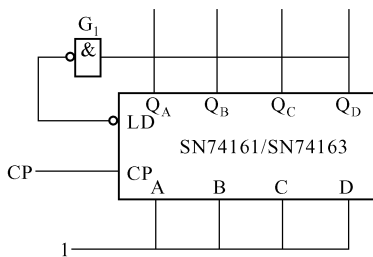 G1
&
QA QB QC QD
LD
SN74161/SN74163
CP CP
A B C D
1